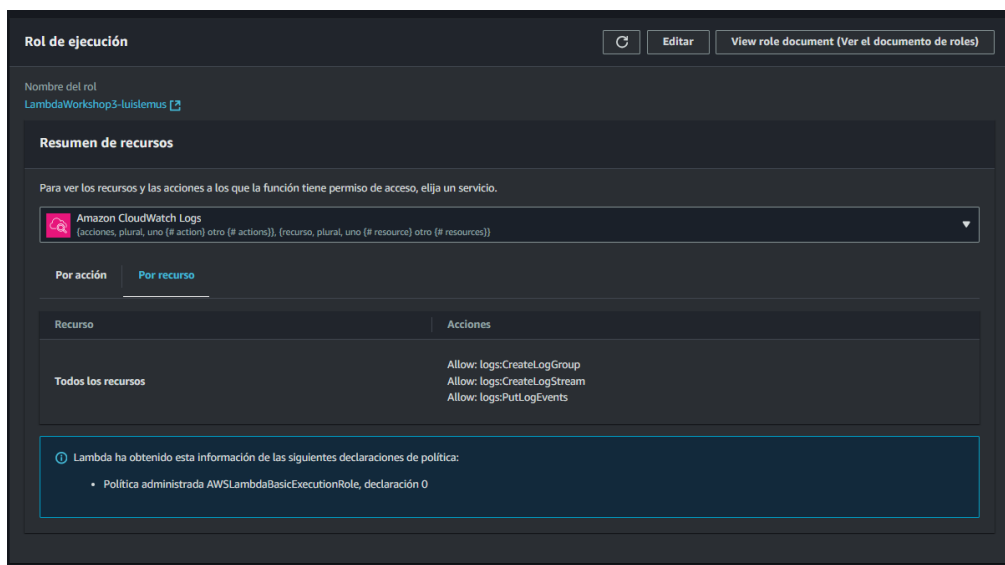 Rol de ejecución
Editar
View role document (Ver el documento de roles)
Nombre del rol
LambdaWorkshop3-luislemus
Resumen de recursos
Para ver los recursos y las acciones a los que la función tiene permiso de acceso, elija un servicio.
Amazon CloudWatch Logs
{acciones, plural, uno {# action} otro {# actions}}, {recurso, plural, uno {# resource} otro {# resources}}
Por acción
Por recurso
Recurso
Acciones
Todos los recursos
Allow: logs:CreateLogGroup
Allow: logs:CreateLogStream
Allow: logs:PutLogEvents
Lambda ha obtenido esta información de las siguientes declaraciones de política:
• Política administrada AWSLambdaBasicExecutionRole, declaración 0